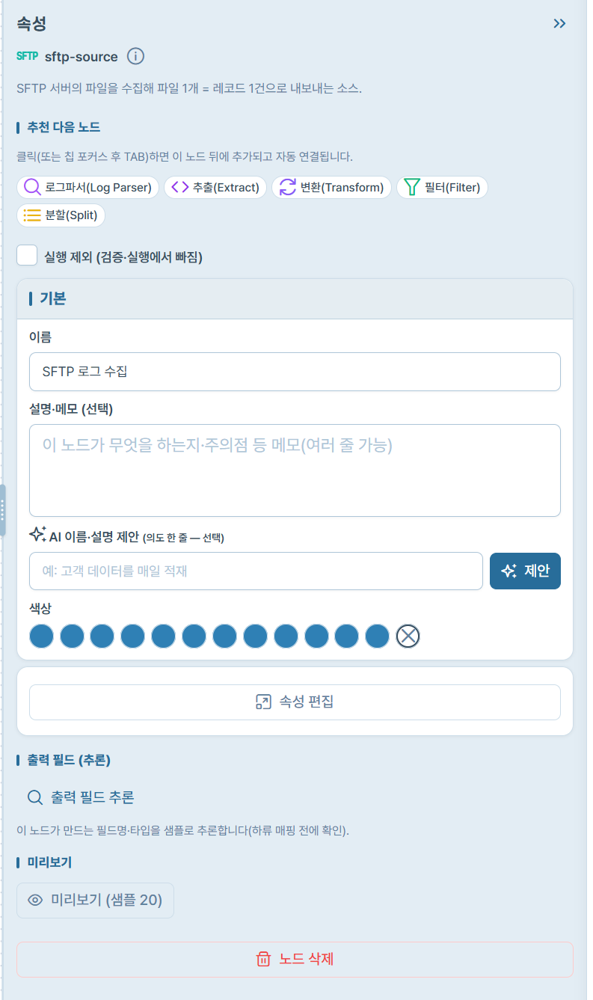 속성
SFTP sftp-source
SFTP 서버의 파일을 수집해 파일 1개 = 레코드 1건으로 내보내는 소스.
추천 다음 노드
클릭(또는 칩 포커스 후 TAB)하면 이 노드 뒤에 추가되고 자동 연결됩니다.
로그파서(Log Parser) 추출(Extract) 변환(Transform) 필터(Filter)
분할(Split)
실행 제외 (검증·실행에서 빠짐)
기본
이름
SFTP 로그 수집
설명·메모 (선택)
이 노드가 무엇을 하는지·주의점 등 메모(여러 줄 가능)
AI 이름·설명 제안 (의도 한 줄 — 선택)
예: 고객 데이터를 매일 적재 제안
색상
속성 편집
출력 필드 (추론)
출력 필드 추론
이 노드가 만드는 필드명·타입을 샘플로 추론합니다(하류 매핑 전에 확인).
미리보기
미리보기 (샘플 20)
노드 삭제